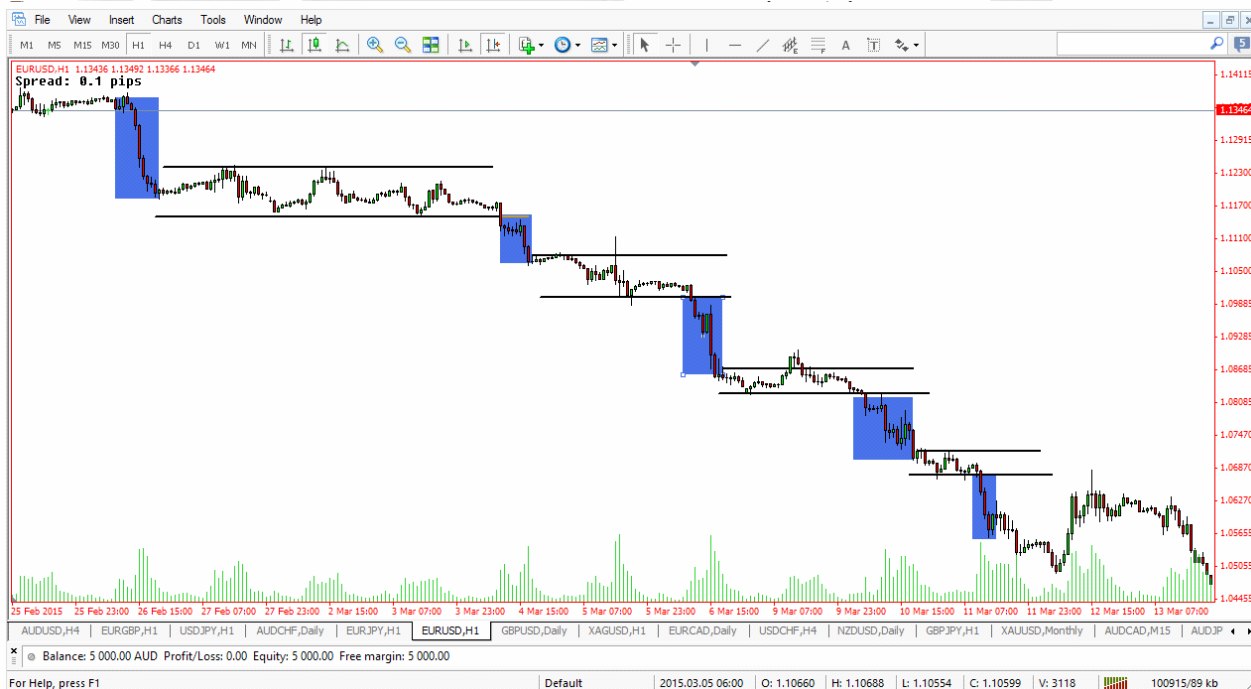 File View Insert Charts Tools Window Help
M1 M5 M15 M30 H1 H4 D1 W1 MN E F A T
5
EURUSD,H1 1.13436 1.13492 1.13366 1.13464
Spread: 0.1 pips
1.14115
1.13464
1.12915
1.12300
1.11700
1.11100
1.10500
1.09885
1.09285
1.08685
1.08085
1.07470
1.06870
1.06270
1.05655
1.05055
1.04455
25 Feb 2015 25 Feb 23:00 26 Feb 15:00 27 Feb 07:00 27 Feb 23:00 2 Mar 15:00 3 Mar 07:00 3 Mar 23:00 4 Mar 15:00 5 Mar 07:00 5 Mar 23:00 6 Mar 15:00 9 Mar 07:00 9 Mar 23:00 10 Mar 15:00 11 Mar 07:00 11 Mar 23:00 12 Mar 15:00 13 Mar 07:00
AUDUSD,H4 EURGBP,H1 USDJPY,H1 AUDCHF,Daily EURJPY,H1 EURUSD,H1 GBPUSD,Daily XAGUSD,H1 EURCAD,Daily USDCHF,H4 NZDUSD,Daily GBPJPY,H1 XAUUSD,Monthly AUDCAD,M15 AUDJP
Balance: 5 000.00 AUD Profit/Loss: 0.00 Equity: 5 000.00 Free margin: 5 000.00
For Help, press F1 Default 2015.03.05 06:00 O: 1.10660 H: 1.10688 L: 1.10554 C: 1.10599 V: 3118 100915/89 kb